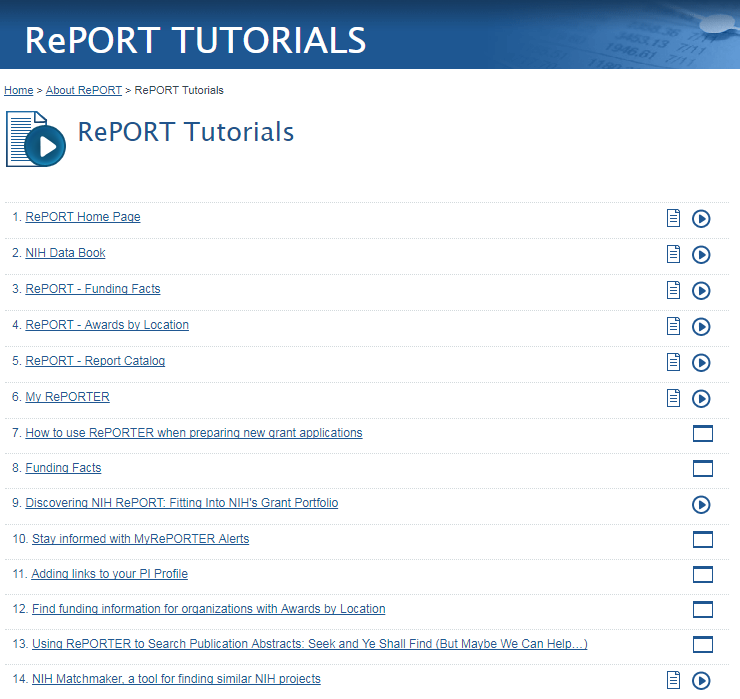 RePORT TUTORIALS
Home > About RePORT > RePORT Tutorials
RePORT Tutorials
1. RePORT Home Page
2. NIH Data Book
3. RePORT - Funding Facts
4. RePORT - Awards by Location
5. RePORT - Report Catalog
6. My RePORTER
7. How to use RePORTER when preparing new grant applications
8. Funding Facts
9. Discovering NIH RePORT: Fitting Into NIH's Grant Portfolio
10. Stay informed with MyRePORTER Alerts
11. Adding links to your PI Profile
12. Find funding information for organizations with Awards by Location
13. Using RePORTER to Search Publication Abstracts: Seek and Ye Shall Find (But Maybe We Can Help...)
14. NIH Matchmaker, a tool for finding similar NIH projects